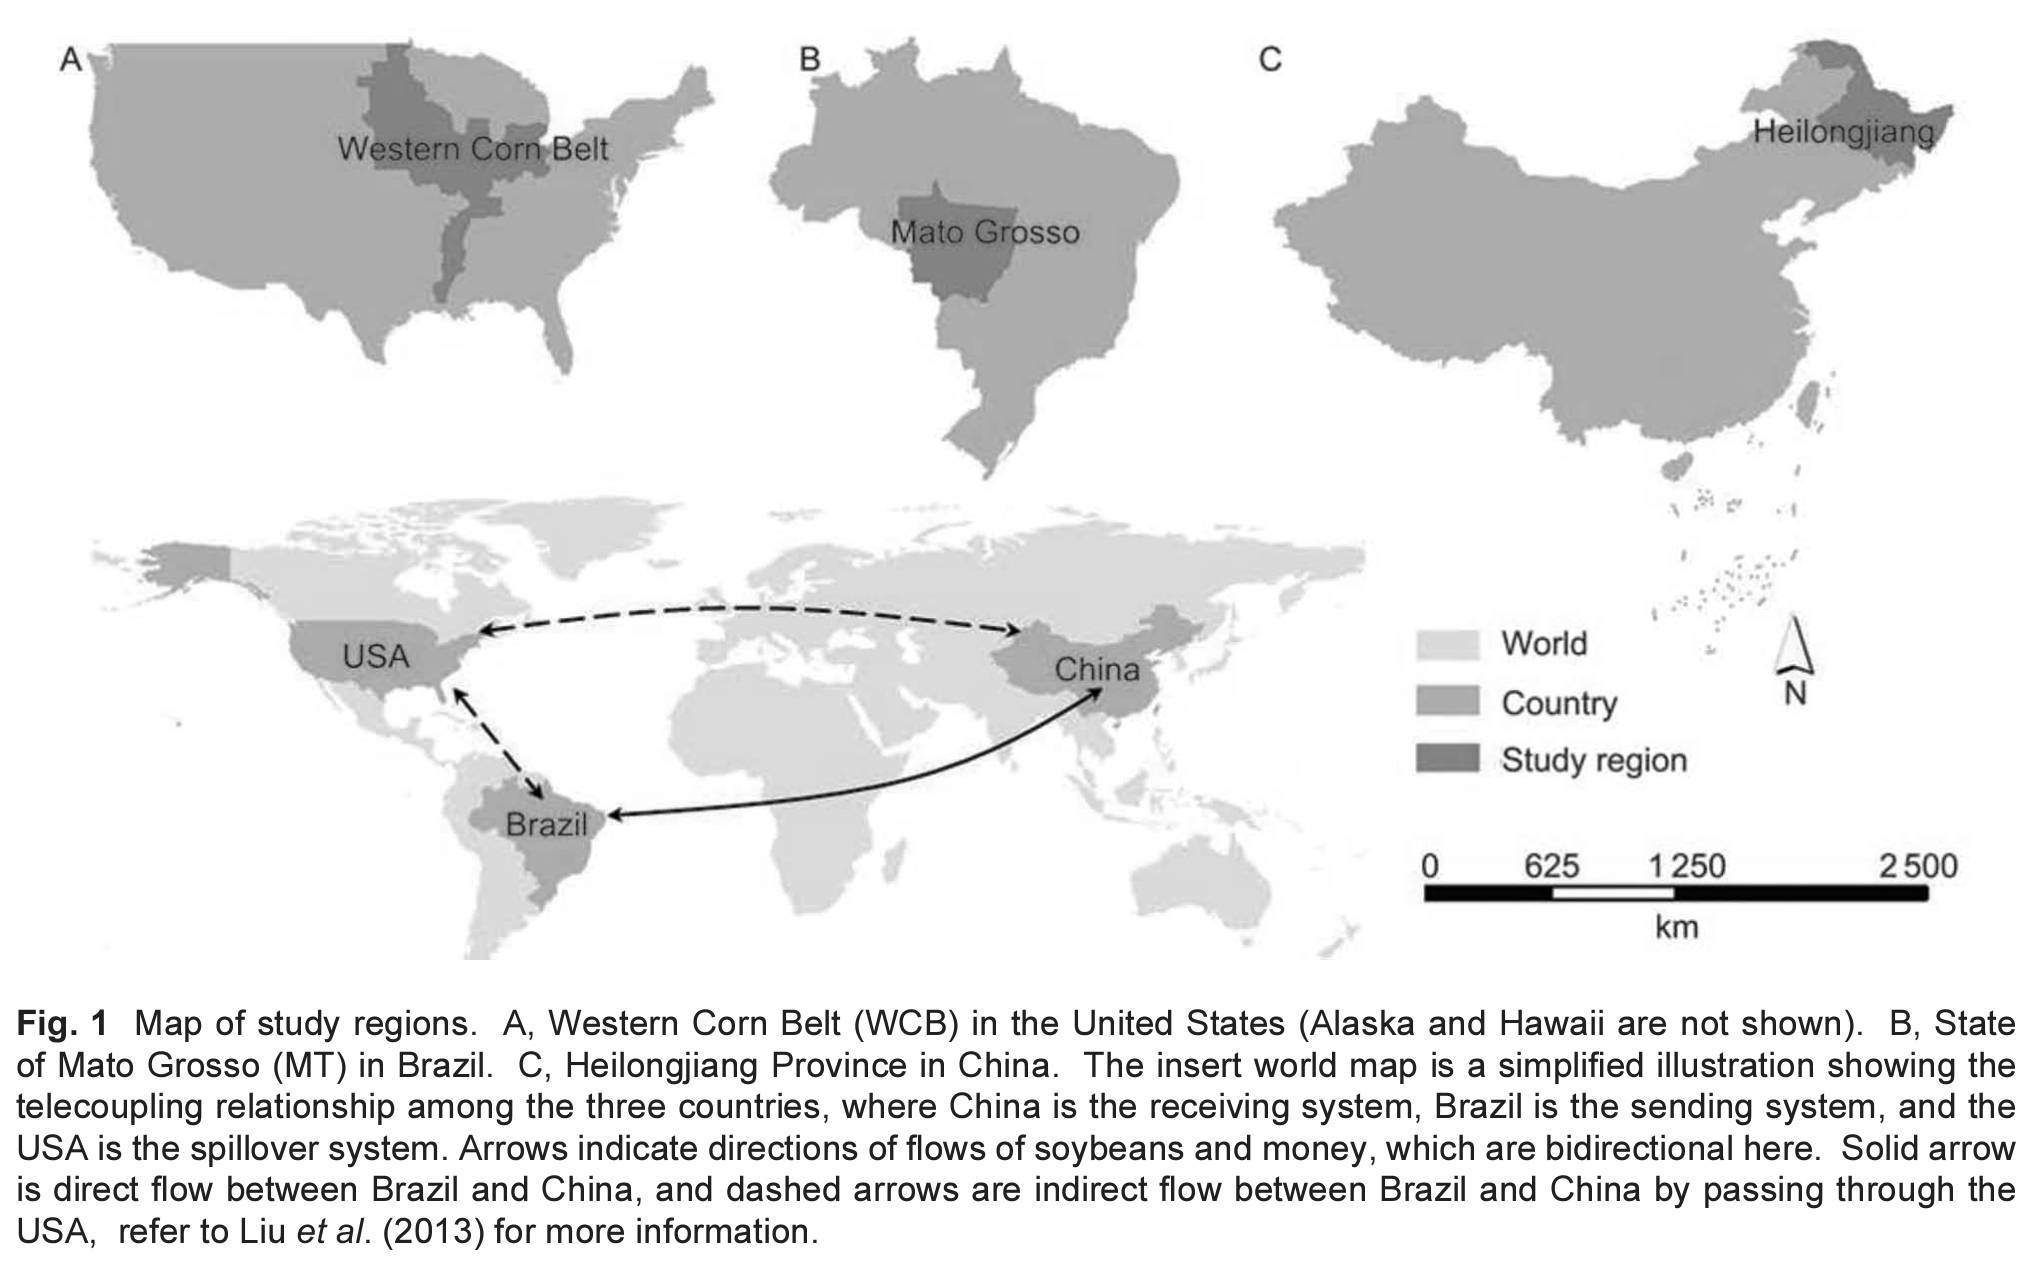 A
B
C
Western Corn Belt
Mato Grosso
Heilongjiang
USA
China
Brazil
World
Country
Study region
N
0 625 1 250 2 500
km
Fig. 1 Map of study regions. A, Western Corn Belt (WCB) in the United States (Alaska and Hawaii are not shown). B, State
of Mato Grosso (MT) in Brazil. C, Heilongjiang Province in China. The insert world map is a simplified illustration showing the
telecoupling relationship among the three countries, where China is the receiving system, Brazil is the sending system, and the
USA is the spillover system. Arrows indicate directions of flows of soybeans and money, which are bidirectional here. Solid arrow
is direct flow between Brazil and China, and dashed arrows are indirect flow between Brazil and China by passing through the
USA, refer to Liu et al. (2013) for more information.